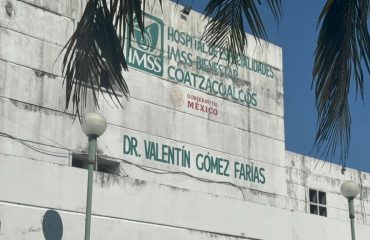 IMSS
HOSPITAL DE ESPECIALIDADES
IMSS-BIENESTAR
COATZACOALCOS
GOBIERNO DE
MÉXICO
DR. VALENTÍN GÓMEZ FARÍAS